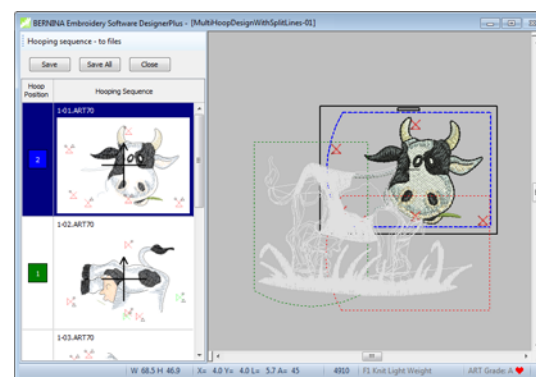 BERNINA Embroidery Software DesignerPlus - [MultiHoopDesignWithSplitLines-01]
Hooping sequence - to files
Save Save All Close
Hoop Position Hooping Sequence
1-01.ART70
2
1-02.ART70
1
1-03.ART70
W 68.5 H 46.9 X= 4.0 Y= 4.0 L= 5.7 A= 45 4910 F1 Knit Light Weight ART Grade: A